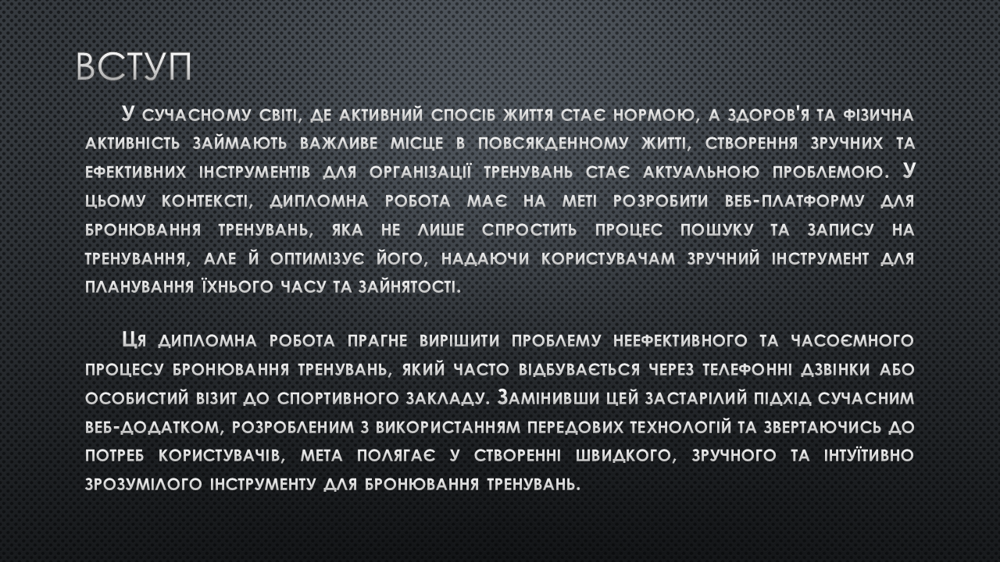 ВСТУП
У сучасному світі, де активний спосіб життя стає нормою, а здоров'я та фізична
активність займають важливе місце в повсякденному житті, створення зручних та
ефективних інструментів для організації тренувань стає актуальною проблемою. У
цьому контексті, дипломна робота має на меті розробити веб-платформу для
бронювання тренувань, яка не лише спростить процес пошуку та запису на
тренування, але й оптимізує його, надаючи користувачам зручний інструмент для
планування їхнього часу та зайнятості.
Ця дипломна робота прагне вирішити проблему неефективного та часоємного
процесу бронювання тренувань, який часто відбувається через телефонні дзвінки або
особистий візит до спортивного закладу. Замінивши цей застарілий підхід сучасним
веб-додатком, розробленим з використанням передових технологій та звертаючись до
потреб користувачів, мета полягає у створенні швидкого, зручного та інтуїтивно
зрозумілого інструменту для бронювання тренувань.